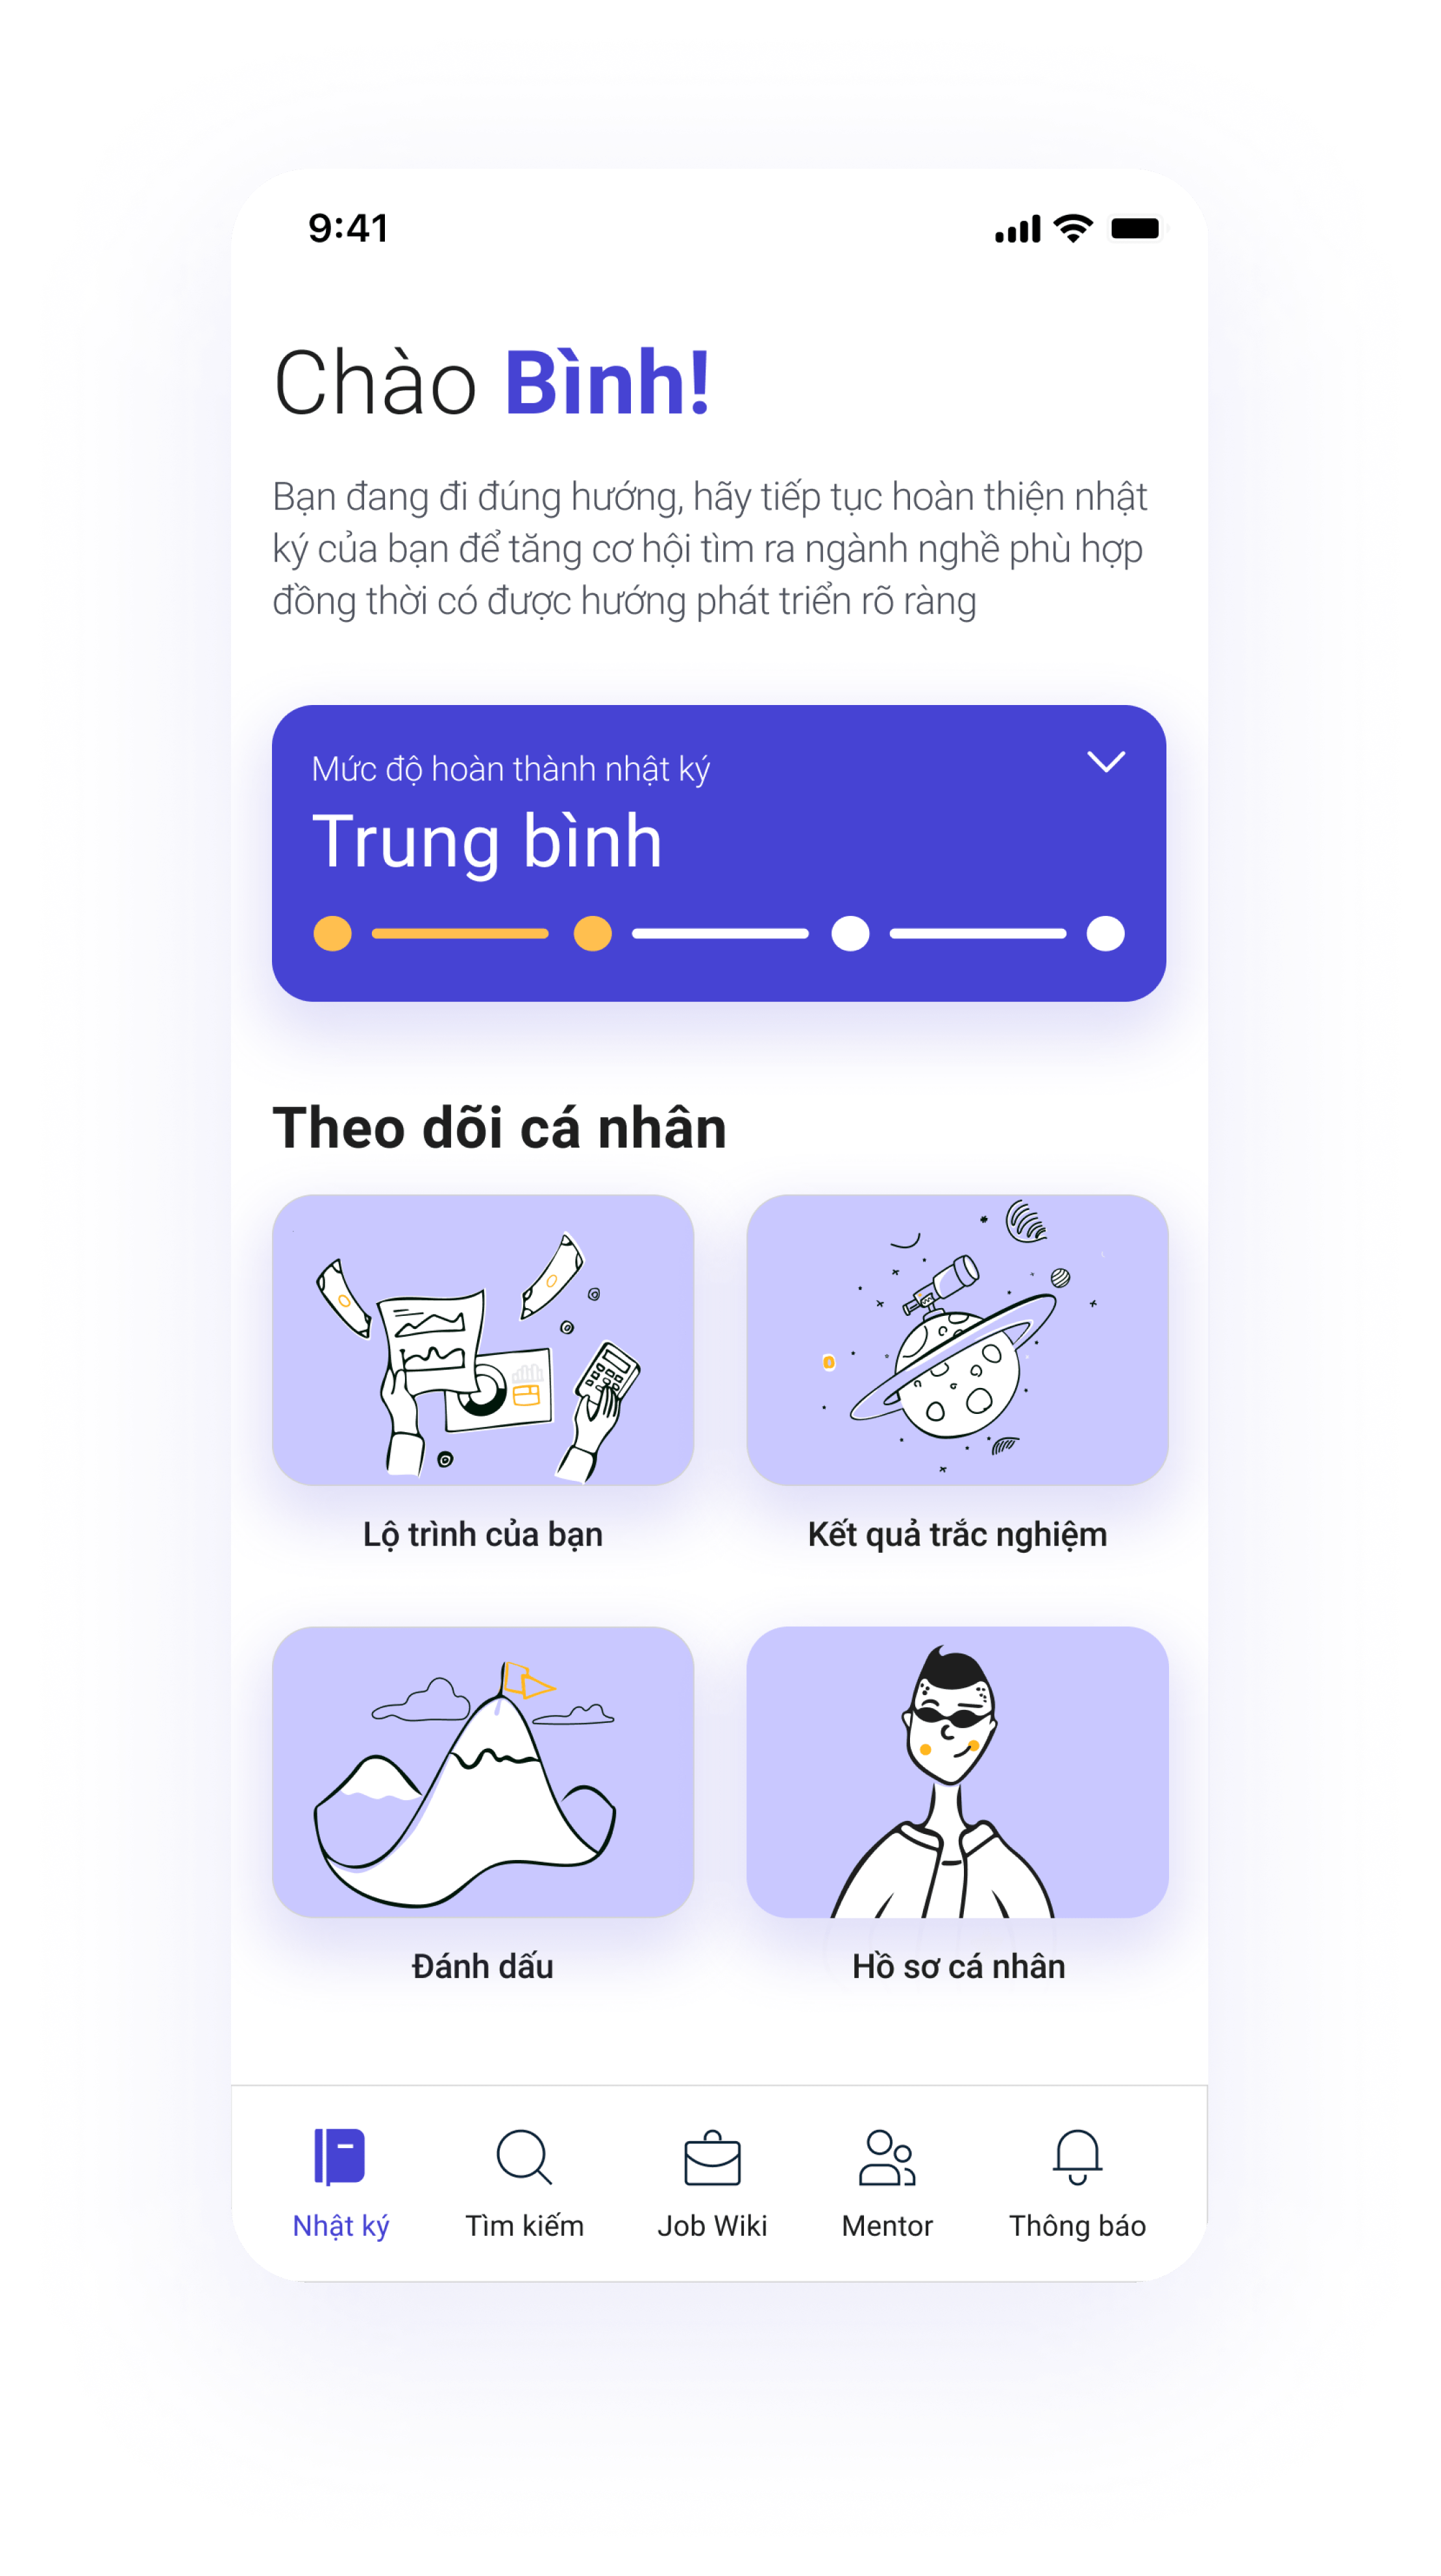 9:41
Chào Bình!
Bạn đang đi đúng hướng, hãy tiếp tục hoàn thiện nhật
ký của bạn để tăng cơ hội tìm ra ngành nghề phù hợp
đồng thời có được hướng phát triển rõ ràng
Mức độ hoàn thành nhật ký
Trung bình
Theo dõi cá nhân
Lộ trình của bạn
Kết quả trắc nghiệm
Đánh dấu
Hồ sơ cá nhân
Nhật ký
Tìm kiếm
Job Wiki
Mentor
Thông báo